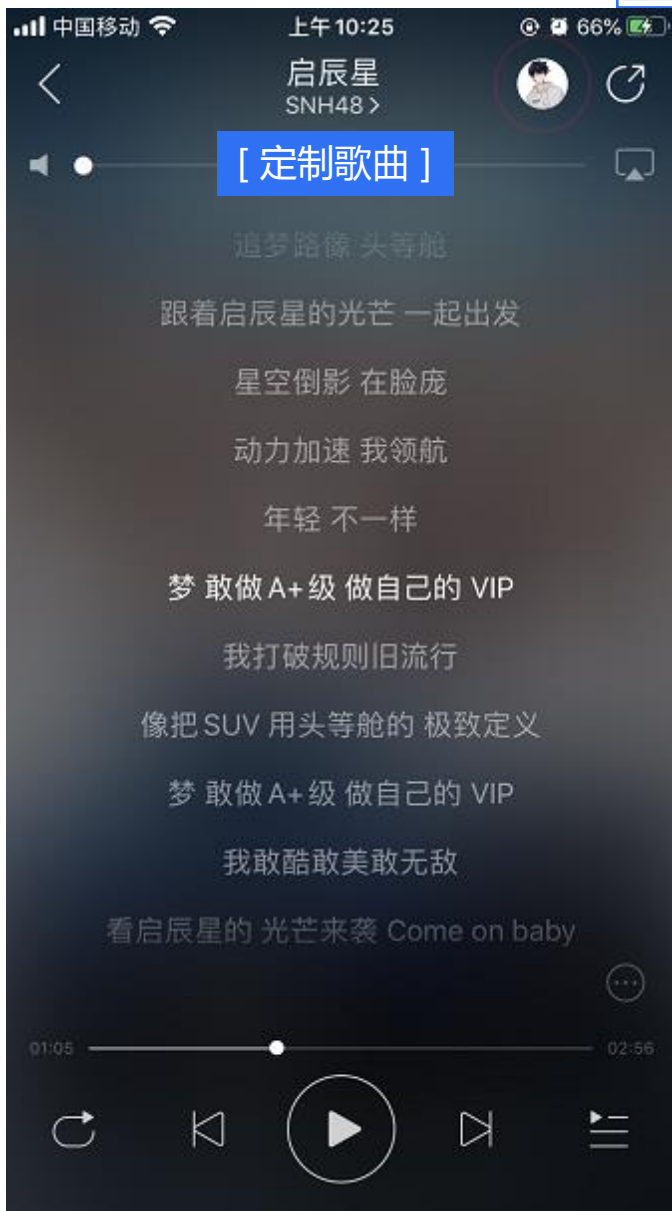 中国移动 上午10:25 66%
启辰星
SNH48
[ 定制歌曲 ]
追梦路像 头等舱
跟着启辰星的光芒 一起出发
星空倒影 在脸庞
动力加速 我领航
年轻 不一样
梦 敢做 A+ 级 做自己的 VIP
我打破规则旧流行
像把 SUV 用头等舱的 极致定义
梦 敢做 A+ 级 做自己的 VIP
我敢酷敢美敢无敌
看启辰星的 光芒来袭 Come on baby
01:05 02:56